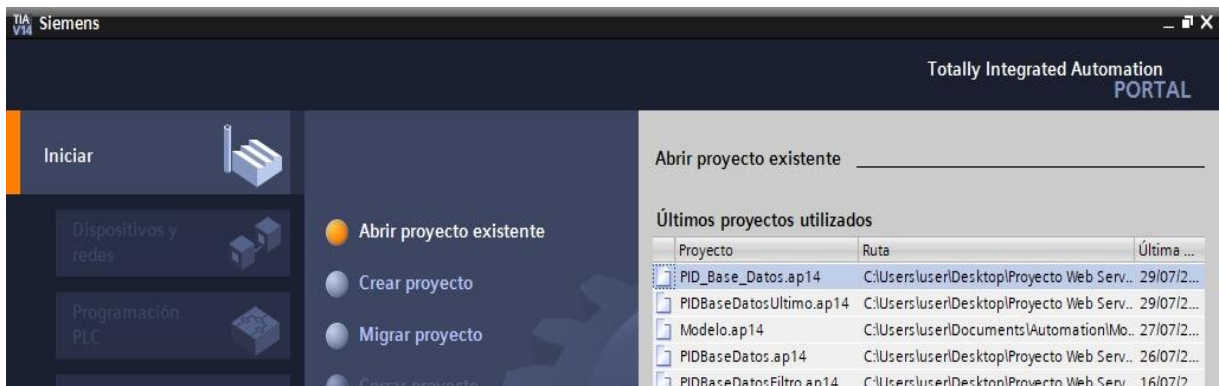 TIA V14 Siemens
Totally Integrated Automation
PORTAL
Iniciar
Dispositivos y
redes
Programación
PLC
Abrir proyecto existente
Crear proyecto
Migrar proyecto
Cerrar proyecto
Abrir proyecto existente
Últimos proyectos utilizados
Proyecto Ruta Última ...
PID_Base_Datos.ap14 C:\Users\user\Desktop\Proyecto Web Serv.. 29/07/2...
PIDBaseDatosUltimo.ap14 C:\Users\user\Desktop\Proyecto Web Serv.. 29/07/2...
Modelo.ap14 C:\Users\user\Documents\Automation\Mo.. 27/07/2...
PIDBaseDatos.ap14 C:\Users\user\Desktop\Proyecto Web Serv.. 26/07/2...
PIDBaseDatosFiltro.ap14 C:\Users\user\Desktop\Proyecto Web Serv.. 16/07/2...